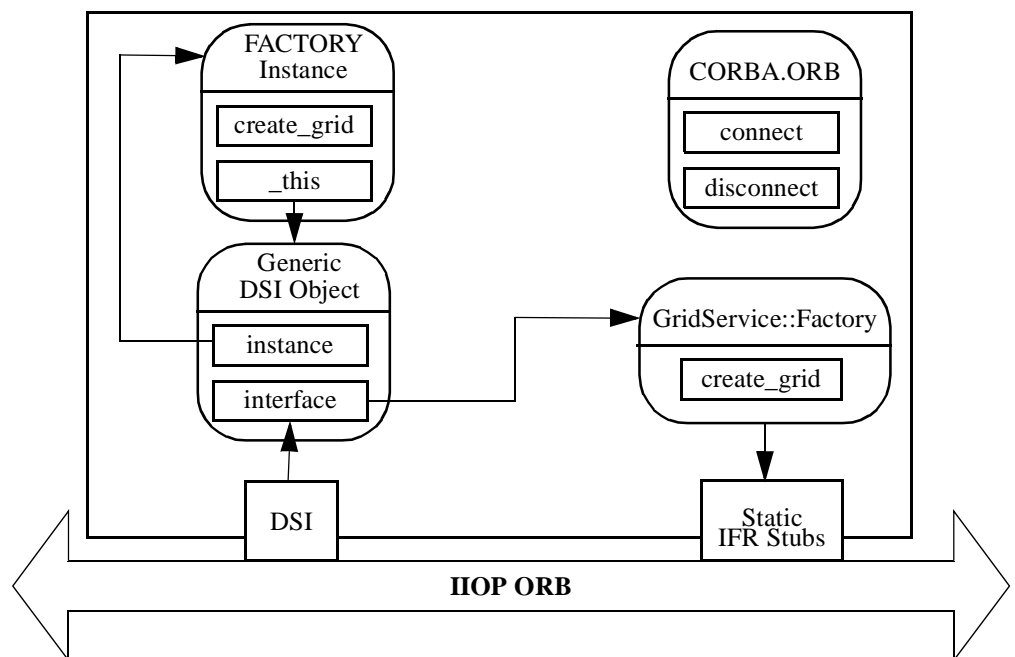 FACTORY
Instance
create_grid
_this
CORBA.ORB
connect
disconnect
Generic
DSI Object
instance
interface
GridService::Factory
create_grid
DSI
Static
IFR Stubs
IIOP ORB